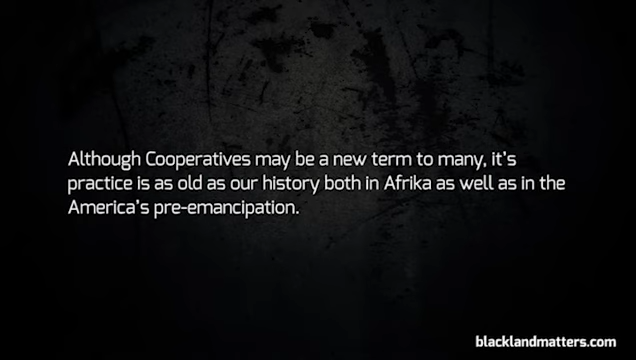 Although Cooperatives may be a new term to many, it's
practice is as old as our history both in Afrika as well as in the
America's pre-emancipation.
blacklandmatters.com